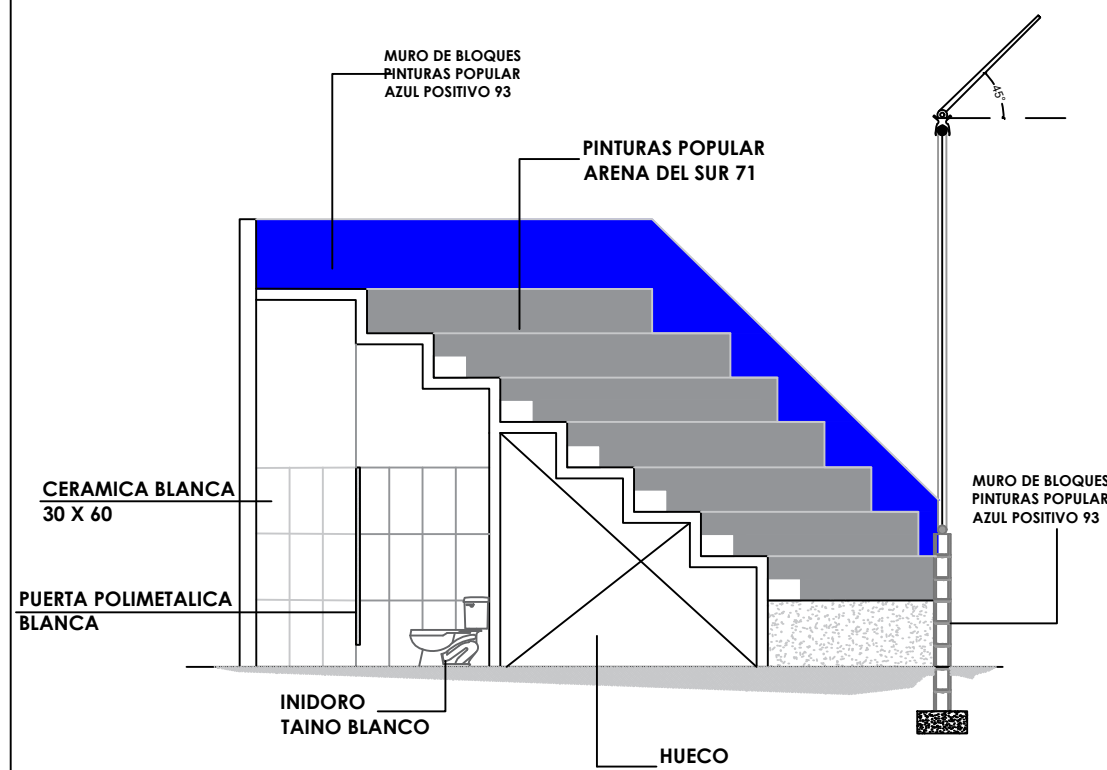 MURO DE BLOQUES
PINTURAS POPULAR
AZUL POSITIVO 93
45°
PINTURAS POPULAR
ARENA DEL SUR 71
CERAMICA BLANCA
30 X 60
MURO DE BLOQUES
PINTURAS POPULAR
AZUL POSITIVO 93
PUERTA POLIMETALICA
BLANCA
INIDORO
TAINO BLANCO
HUECO